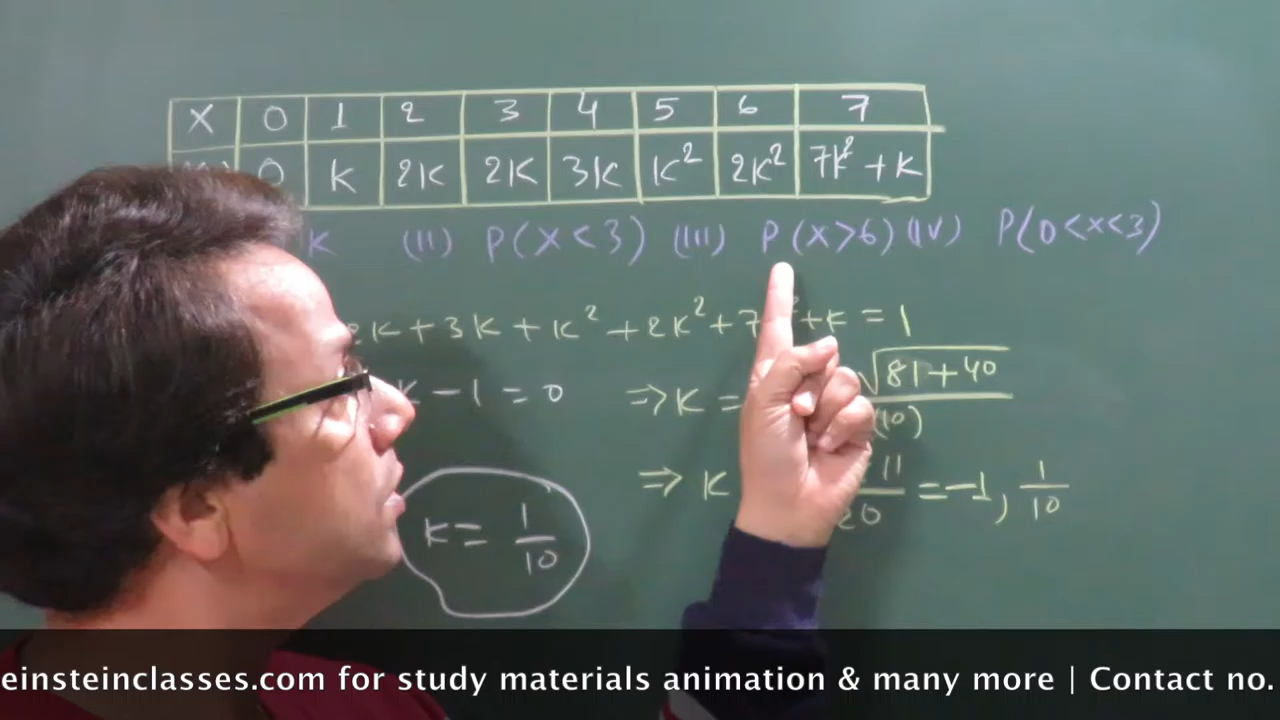 X 0 1 2 3 4 5 6 7
0 K 2K 2K 3K K² 2K² 7K² + K
K (II) P(X<3) (III) P(X>6) (IV) P(0<x<3)
2K + 3K + K² + 2K² + 7 ² + K = 1
K - 1 = 0 ⇒ K = √81+40
(10)
⇒ K 11/20 = -1, 1/10
K = 1/10
einsteinclasses.com for study materials animation & many more | Contact no.